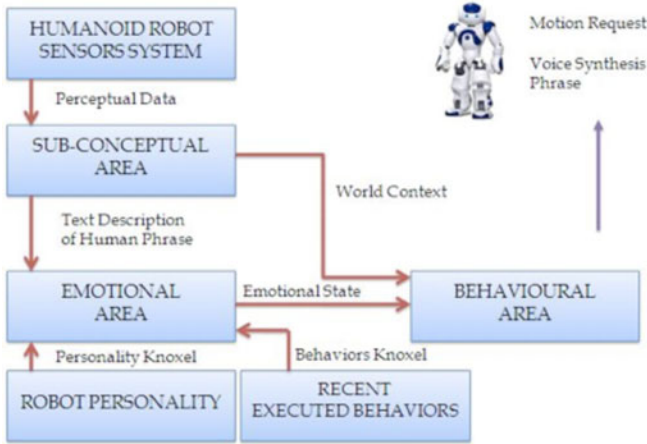 HUMANOID ROBOT
SENSORS SYSTEM
Motion Request
Voice Synthesis
Phrase
Perceptual Data
SUB-CONCEPTUAL
AREA
World Context
Text Description
of Human Phrase
EMOTIONAL
AREA
Emotional State
BEHAVIOURAL
AREA
Personality Knoxel
Behaviors Knoxel
ROBOT PERSONALITY
RECENT
EXECUTED BEHAVIORS